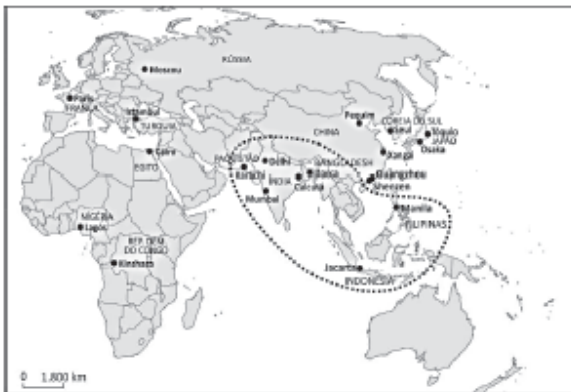 RÚSSIA
Moscou
Paris
FRANÇA
Istambul
TURQUIA
Pequim
COREIA DO SUL
Seul
Tóquio
JAPÃO
Osaka
CHINA
Xangai
Cairo
EGITO
PAQUISTÃO
Karachi
Délhi
BANGLADESH
Daca
ÍNDIA
Calcutá
Mumbai
Guangzhou
Shenzen
Manila
FILIPINAS
NIGÉRIA
Lagos
REP. DEM.
DO CONGO
Kinshasa
Jacarta
INDONÉSIA
0 1.800 km